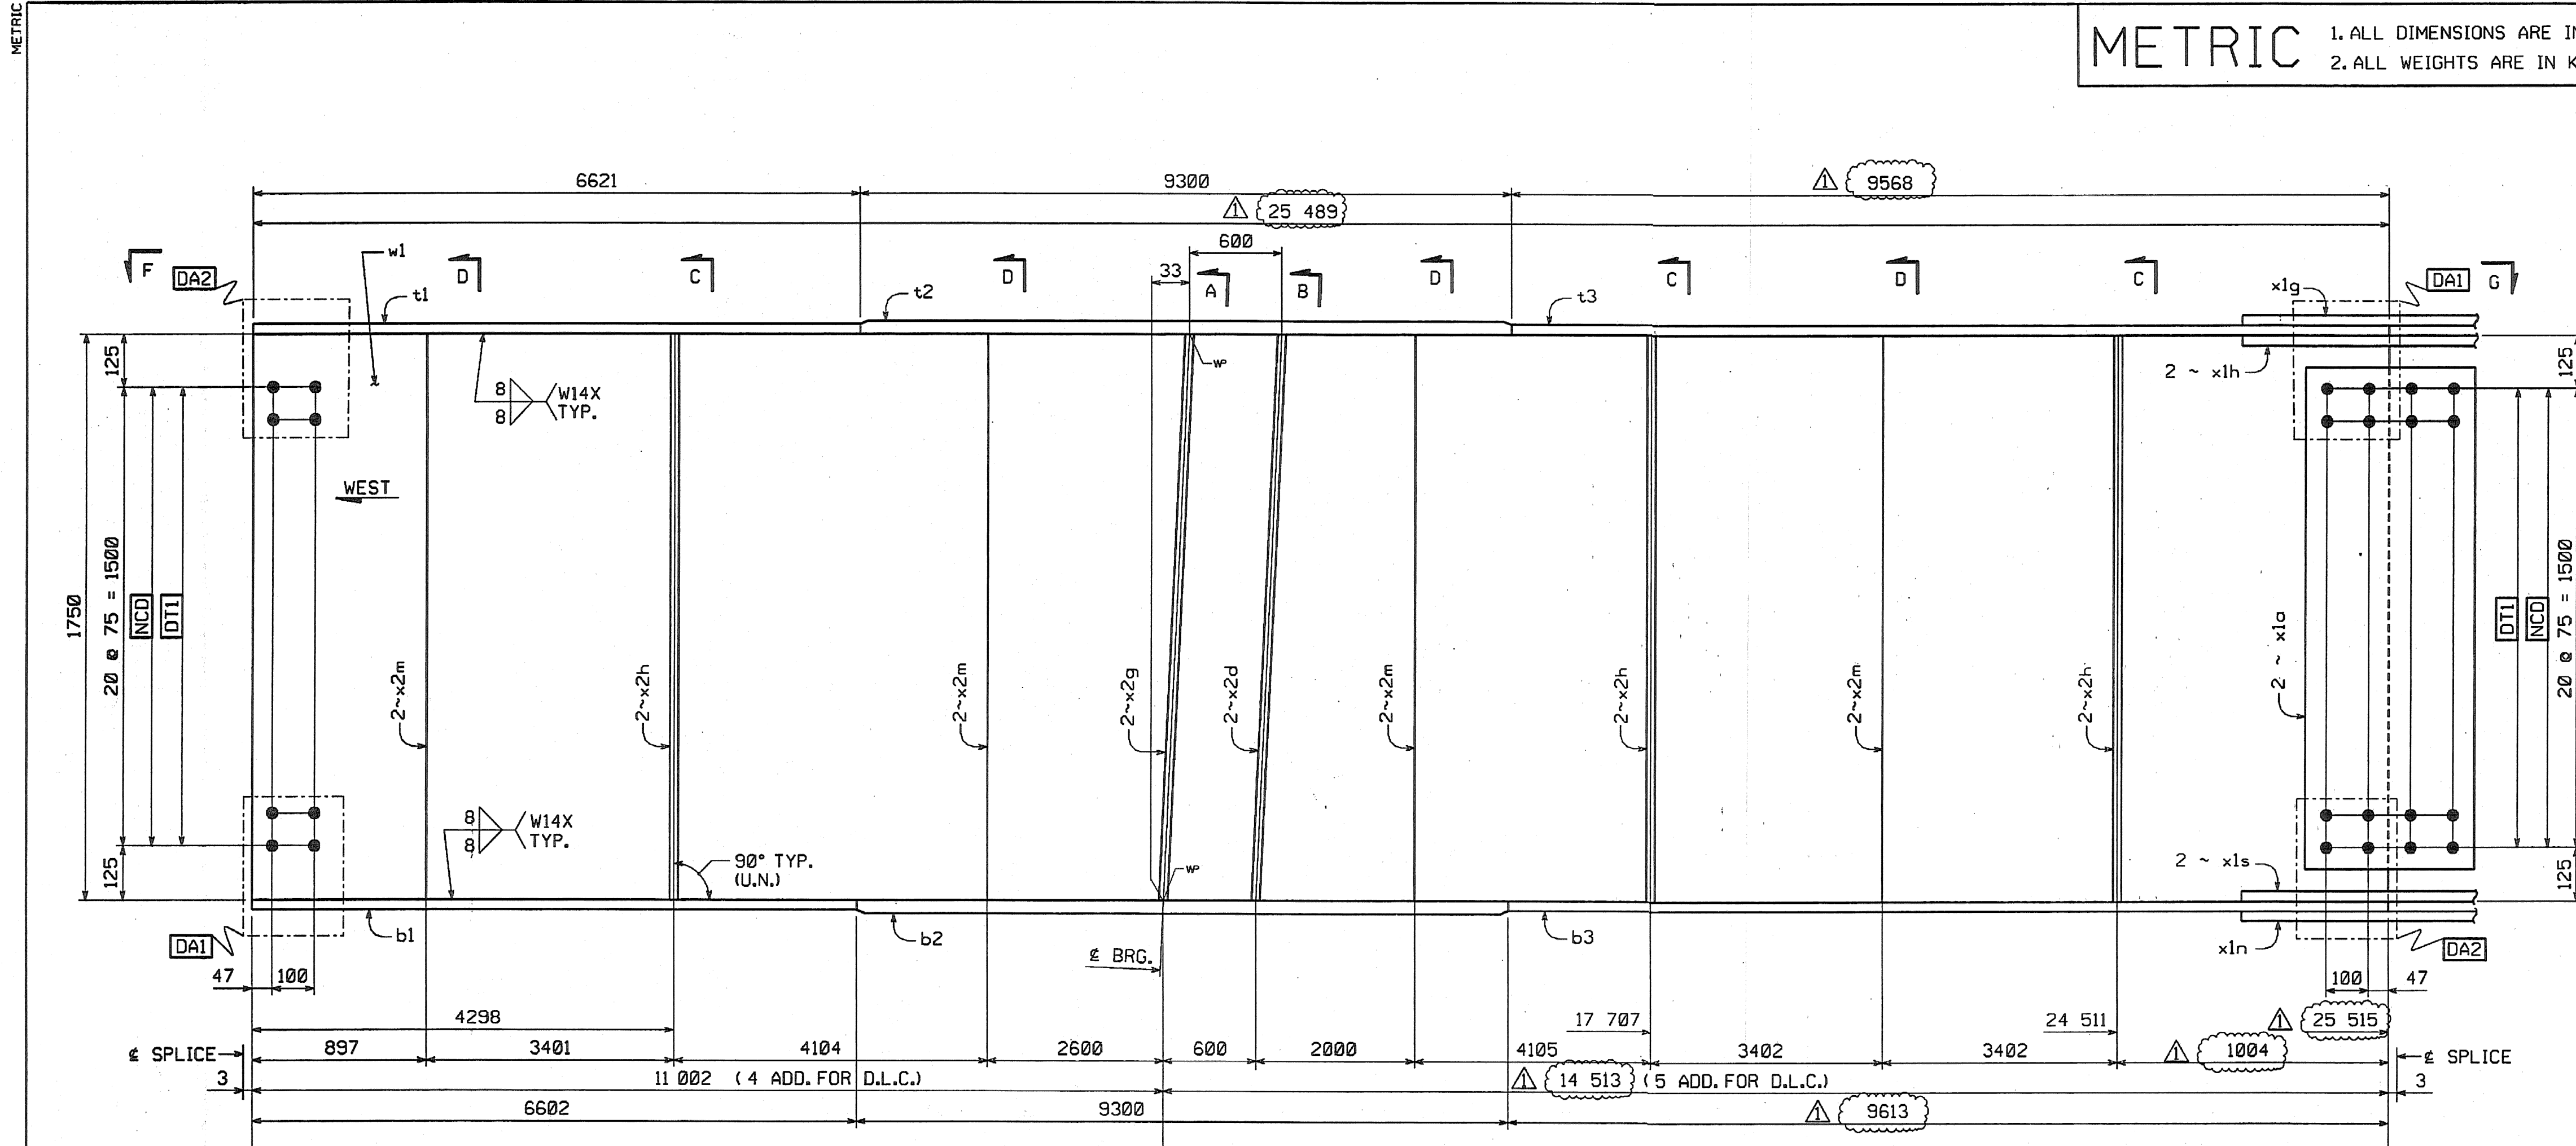 METRIC
METRIC
1. ALL DIMENSIONS ARE IN
2. ALL WEIGHTS ARE IN K
6621
9300
1 9568
1 25 489
600
33
F
DA2
w1
D
C
D
A
B
D
C
D
C
x1g
DA1
G
t1
t2
t3
125
WP
2 ~ x1h
125
8
8
W14X
TYP.
WEST
1750
20 @ 75 = 1500
NCD
DT1
2~x2m
2~x2h
2~x2m
2~x2g
2~x2d
2~x2m
2~x2h
2~x2m
2~x2h
2 ~ x1a
DT1
NCD
20 @ 75 = 1500
8
8
W14X
TYP.
90° TYP.
(U.N.)
WP
2 ~ x1s
125
125
DA1
b1
b2
b3
x1n
DA2
℄ BRG.
47
100
100
47
4298
17 707
24 511
1 25 515
℄ SPLICE
897
3401
4104
2600
600
2000
4105
3402
3402
1 1004
℄ SPLICE
3
11 002 (4 ADD. FOR D.L.C.)
1 14 513 (5 ADD. FOR D.L.C.)
3
6602
9300
1 9613